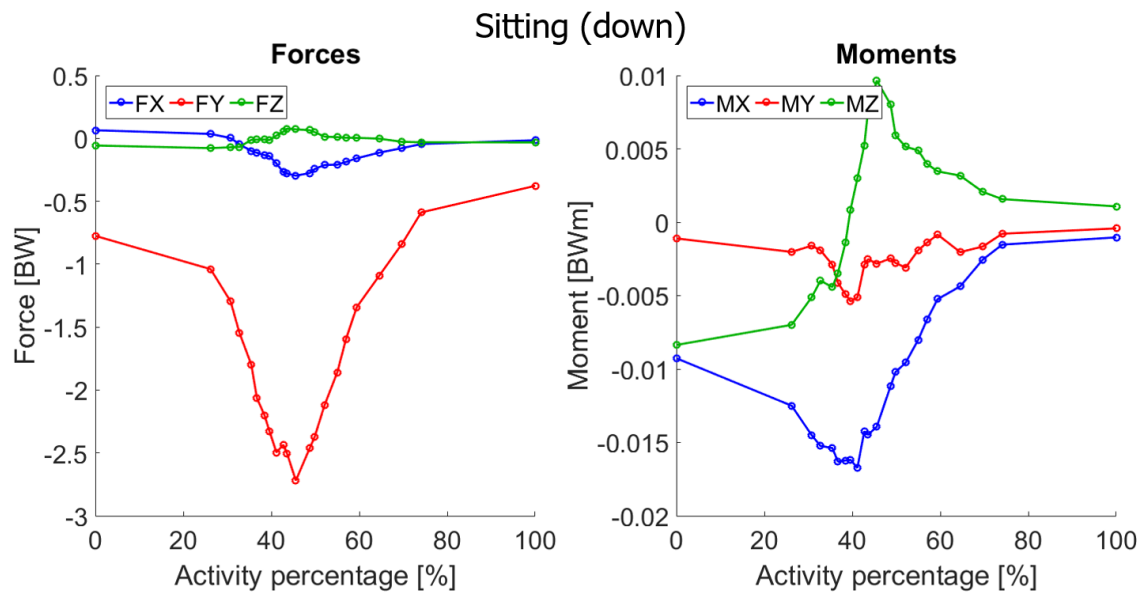 Sitting (down)
Forces
0.5
0
-0.5
-1
-1.5
-2
-2.5
-3
FX FY FZ
Force [BW]
0 20 40 60 80 100
Activity percentage [%]
Moments
0.01
0.005
0
-0.005
-0.01
-0.015
-0.02
MX MY MZ
Moment [BWm]
0 20 40 60 80 100
Activity percentage [%]